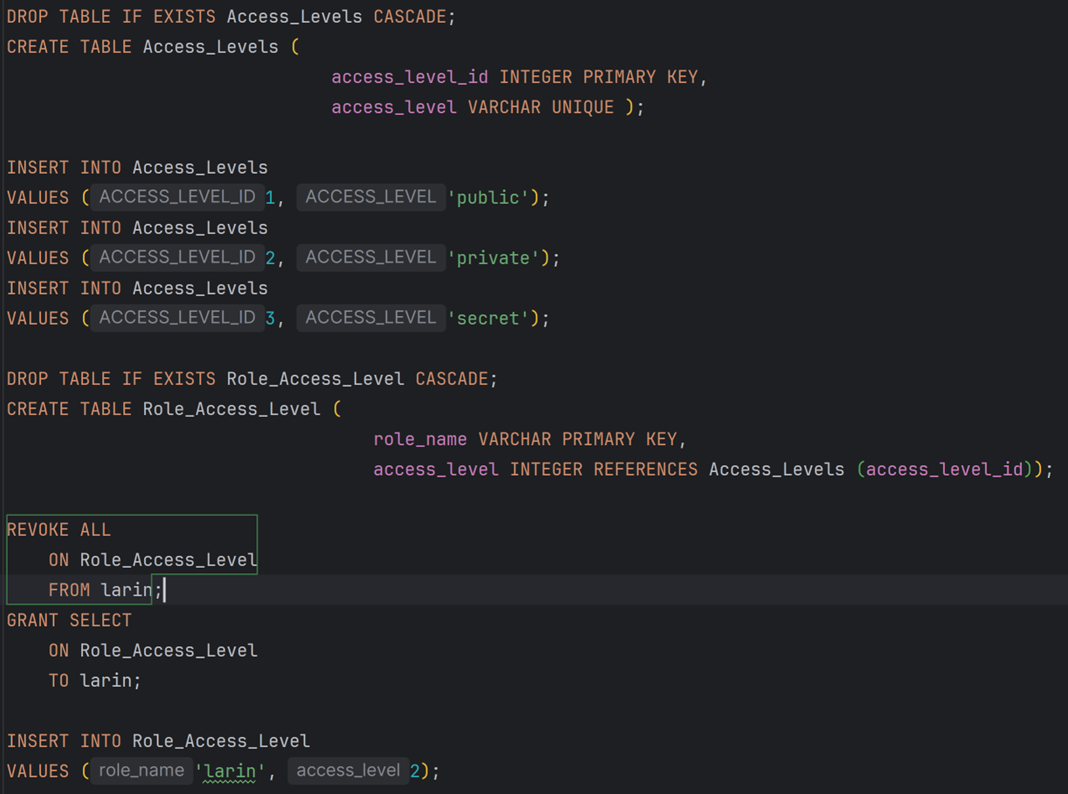 DROP TABLE IF EXISTS Access_Levels CASCADE;
CREATE TABLE Access_Levels (
access_level_id INTEGER PRIMARY KEY,
access_level VARCHAR UNIQUE );
INSERT INTO Access_Levels
VALUES ( ACCESS_LEVEL_ID 1, ACCESS_LEVEL 'public');
INSERT INTO Access_Levels
VALUES ( ACCESS_LEVEL_ID 2, ACCESS_LEVEL 'private');
INSERT INTO Access_Levels
VALUES ( ACCESS_LEVEL_ID 3, ACCESS_LEVEL 'secret');
DROP TABLE IF EXISTS Role_Access_Level CASCADE;
CREATE TABLE Role_Access_Level (
role_name VARCHAR PRIMARY KEY,
access_level INTEGER REFERENCES Access_Levels (access_level_id));
REVOKE ALL
ON Role_Access_Level
FROM larin;
GRANT SELECT
ON Role_Access_Level
TO larin;
INSERT INTO Role_Access_Level
VALUES ( role_name 'larin', access_level 2);